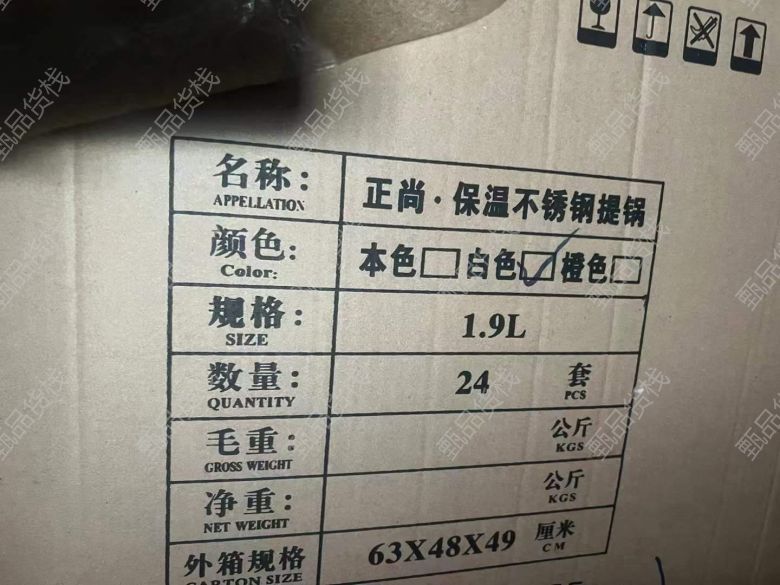 名称: 正尚·保温不锈钢提锅
APPELLATION
颜色: 本色□ 白色☑ 橙色□
Color:
规格: 1.9L
SIZE
数量: 24 套
QUANTITY PCS
毛重: 公斤
GROSS WEIGHT KGS
净重: 公斤
NET WEIGHT KGS
外箱规格 63X48X49 厘米
CARTON SIZE CM
甄品货栈